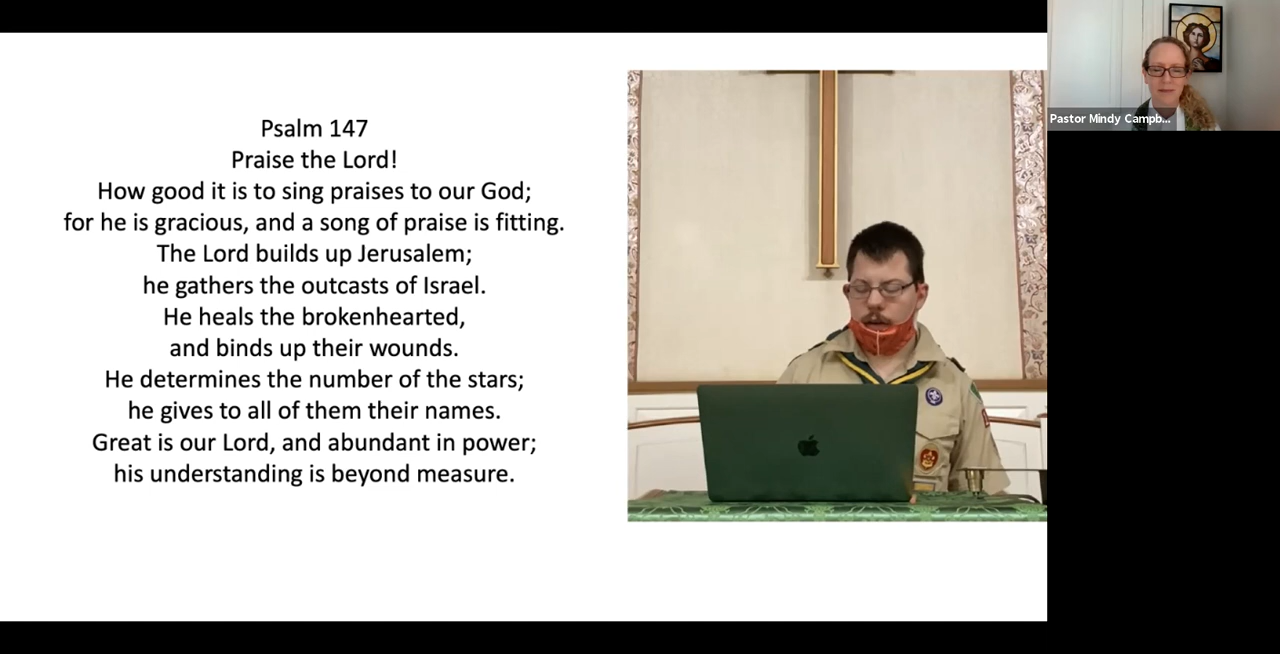 Psalm 147
Praise the Lord!
How good it is to sing praises to our God;
for he is gracious, and a song of praise is fitting.
The Lord builds up Jerusalem;
he gathers the outcasts of Israel.
He heals the brokenhearted,
and binds up their wounds.
He determines the number of the stars;
he gives to all of them their names.
Great is our Lord, and abundant in power;
his understanding is beyond measure.
Pastor Mindy Campb...